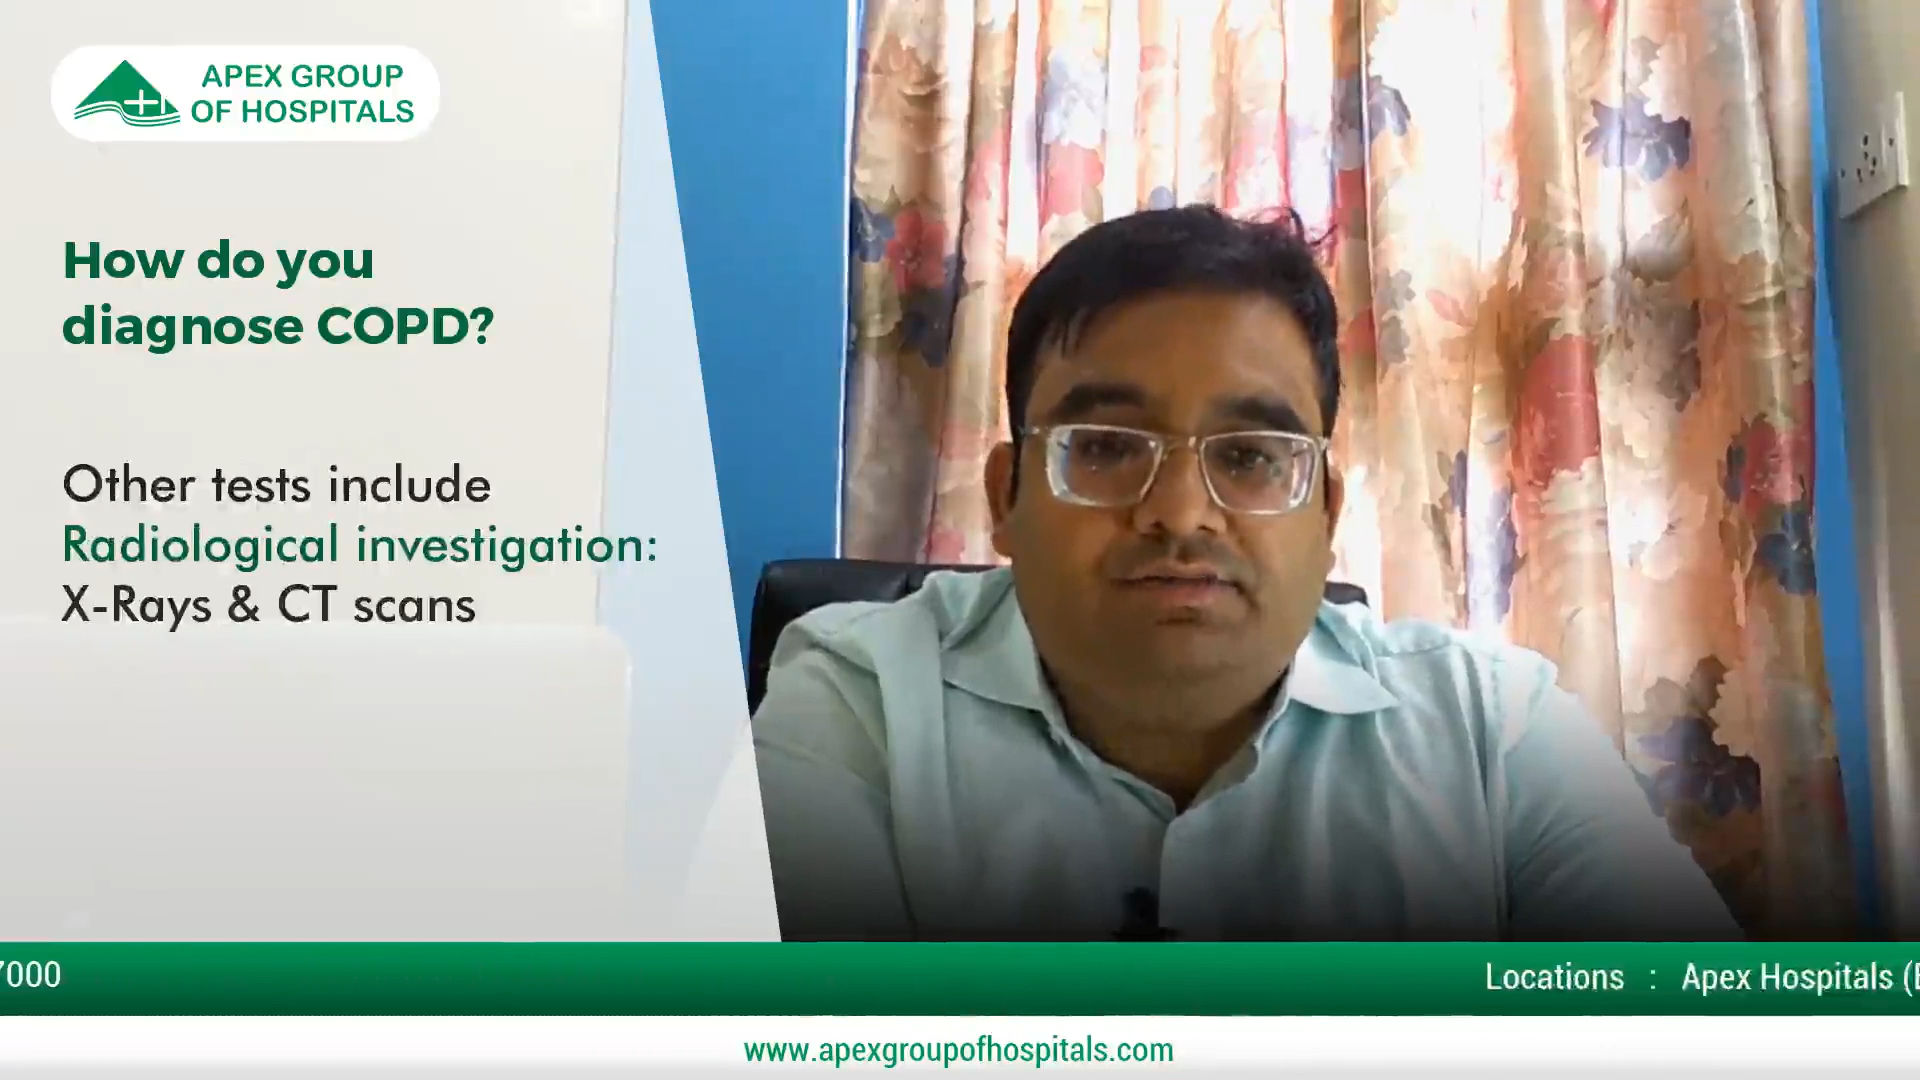 APEX GROUP
OF HOSPITALS
How do you
diagnose COPD?
Other tests include
Radiological investigation:
X-Rays & CT scans
7000
Locations : Apex Hospitals (
www.apexgroupofhospitals.com